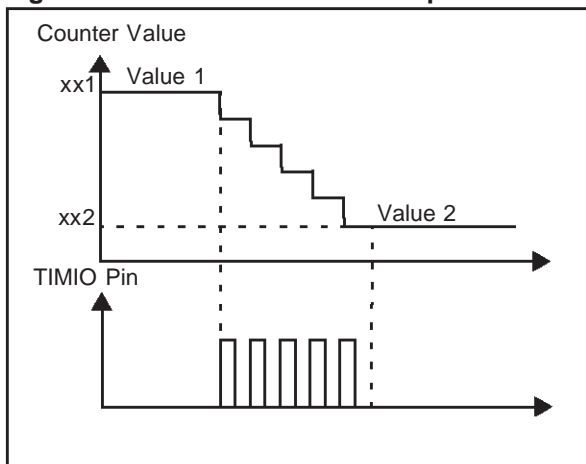 Counter Value
xx1
Value 1
xx2
Value 2
TIMIO Pin